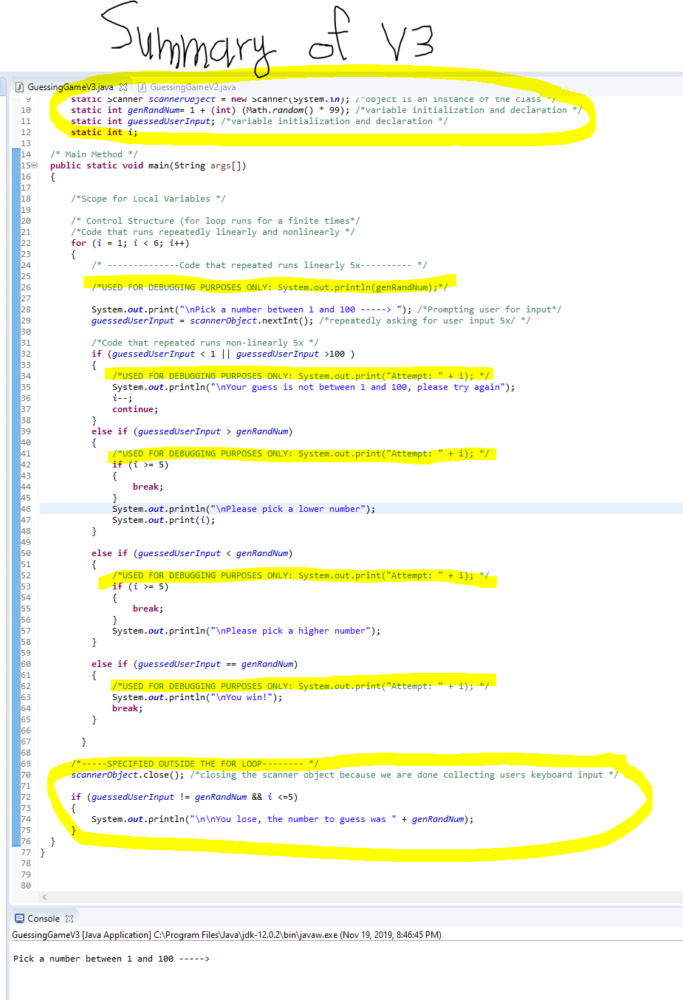 Summary of V3
GuessingGameV3.java GuessingGameV2.java
9 static Scanner scannerObject = new Scanner(System.in); /*object is an instance of the class */
10 static int genRandNum= 1 + (int) (Math.random() * 99); /*variable initialization and declaration */
11 static int guessedUserInput; /*variable initialization and declaration */
12 static int i;
13
14 /* Main Method */
15 public static void main(String args[])
16 {
17
18 /*Scope for Local Variables */
19
20 /* Control Structure (for loop runs for a finite times*/
21 /*Code that runs repeatedly linearly and nonlinearly */
22 for (i = 1; i < 6; i++)
23 {
24 /* --------------Code that repeated runs linearly 5x---------- */
25
26 /*USED FOR DEBUGGING PURPOSES ONLY: System.out.println(genRandNum);*/
27
28 System.out.print("\nPick a number between 1 and 100 -----> "); /*Prompting user for input*/
29 guessedUserInput = scannerObject.nextInt(); /*repeatedly asking for user input 5x/ */
30
31 /*Code that repeated runs non-linearly 5x */
32 if (guessedUserInput < 1 || guessedUserInput >100 )
33 {
34 /*USED FOR DEBUGGING PURPOSES ONLY: System.out.print("Attempt: " + i); */
35 System.out.println("\nYour guess is not between 1 and 100, please try again");
36 i--;
37 continue;
38 }
39 else if (guessedUserInput > genRandNum)
40 {
41 /*USED FOR DEBUGGING PURPOSES ONLY: System.out.print("Attempt: " + i); */
42 if (i >= 5)
43 {
44 break;
45 }
46 System.out.println("\nPlease pick a lower number");
47 System.out.print(i);
48 }
49
50 else if (guessedUserInput < genRandNum)
51 {
52 /*USED FOR DEBUGGING PURPOSES ONLY: System.out.print("Attempt: " + i); */
53 if (i >= 5)
54 {
55 break;
56 }
57 System.out.println("\nPlease pick a higher number");
58 }
59
60 else if (guessedUserInput == genRandNum)
61 {
62 /*USED FOR DEBUGGING PURPOSES ONLY: System.out.print("Attempt: " + i); */
63 System.out.println("\nYou win!");
64 break;
65 }
66
67 }
68
69 /*-----SPECIFIED OUTSIDE THE FOR LOOP-------- */
70 scannerObject.close(); /*closing the scanner object because we are done collecting users keyboard input */
71
72 if (guessedUserInput != genRandNum && i <=5)
73 {
74 System.out.println("\n\nYou lose, the number to guess was " + genRandNum);
75 }
76 }
77 }
78
79
80
Console
GuessingGameV3 [Java Application] C:\Program Files\Java\jdk-12.0.2\bin\javaw.exe (Nov 19, 2019, 8:46:45 PM)
Pick a number between 1 and 100 ----->